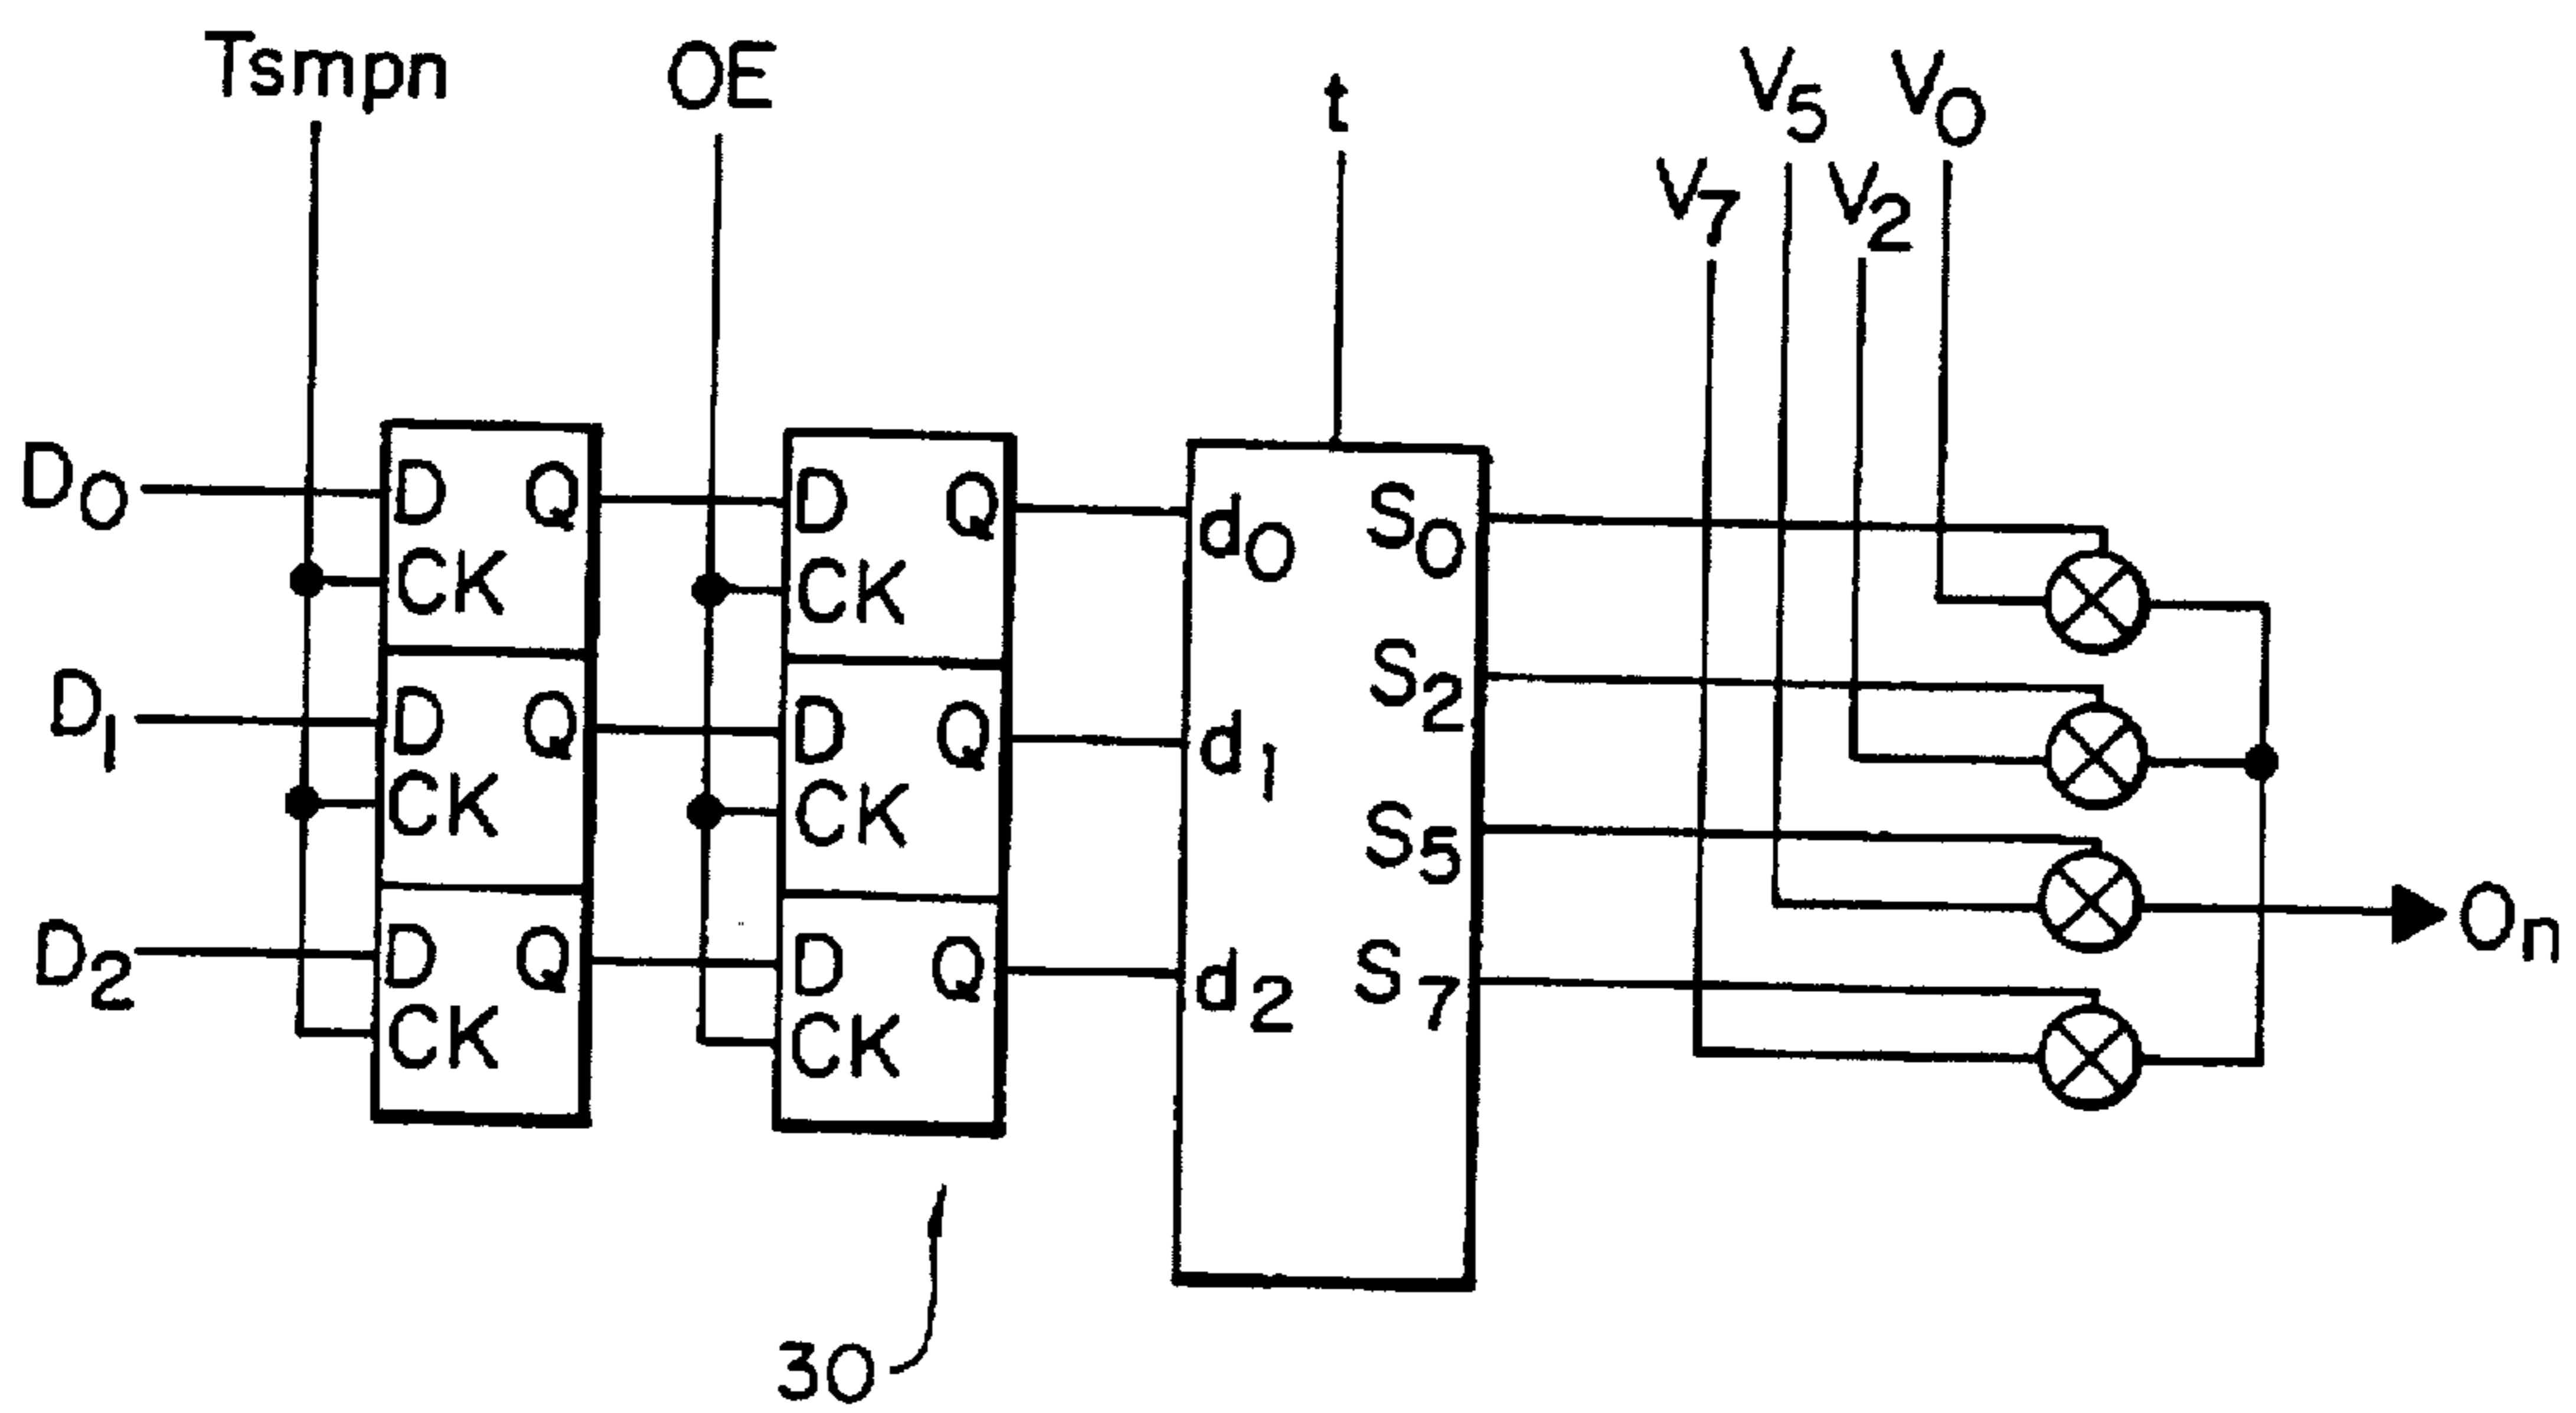 Tsmpn OE t V5 V0
V7 V2
D0 D Q D Q d0 S0
CK CK
S2
D1 D Q D Q d1
CK CK S5
D2 D Q D Q d2 S7 On
CK CK
30